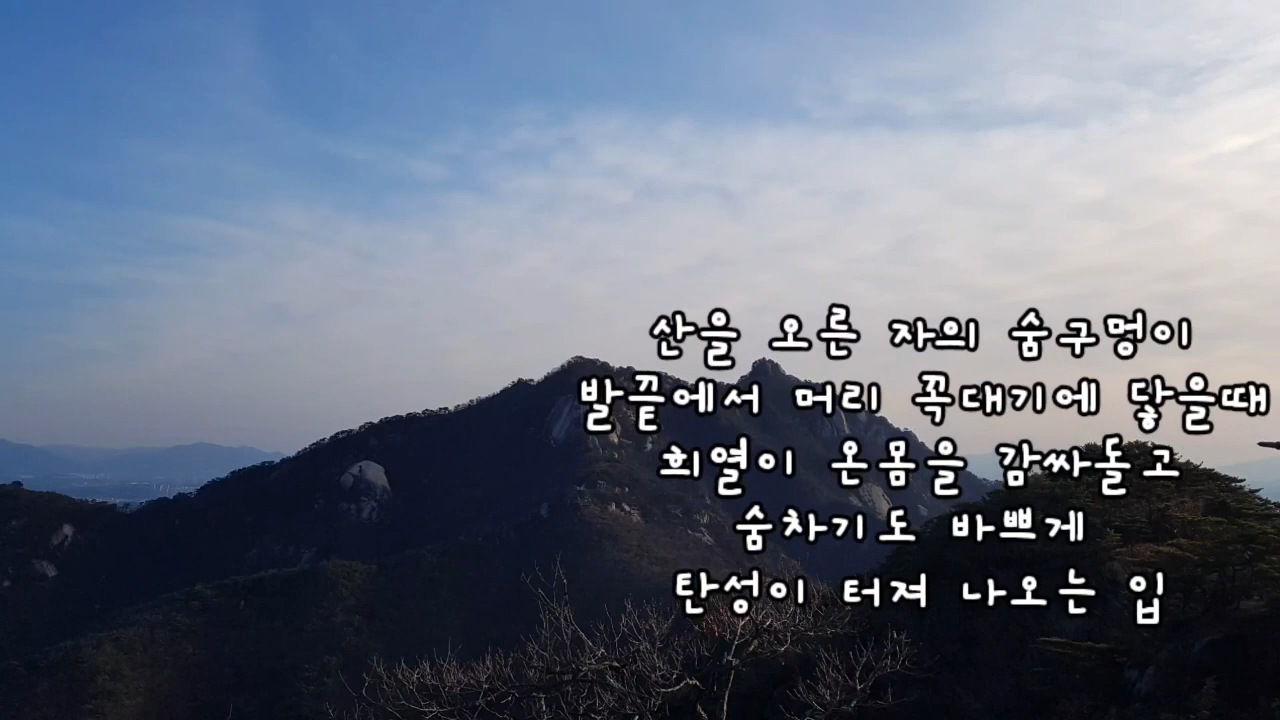 산을 오른 자의 숨구멍이
발끝에서 머리 꼭대기에 닿을때
희열이 온몸을 감싸돌고
숨차기도 바쁘게
탄성이 터져 나오는 입